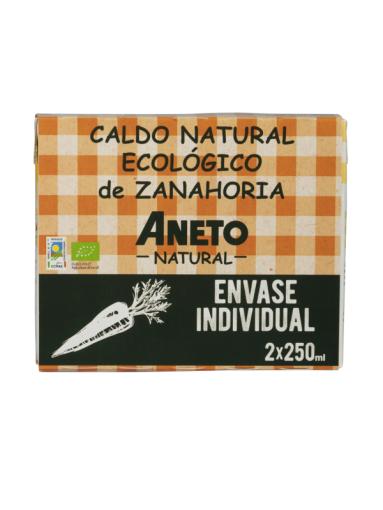 CALDO NATURAL
ECOLÓGICO
de ZANAHORIA
ANETO
— NATURAL —
ENVASE
INDIVIDUAL
2x250ml